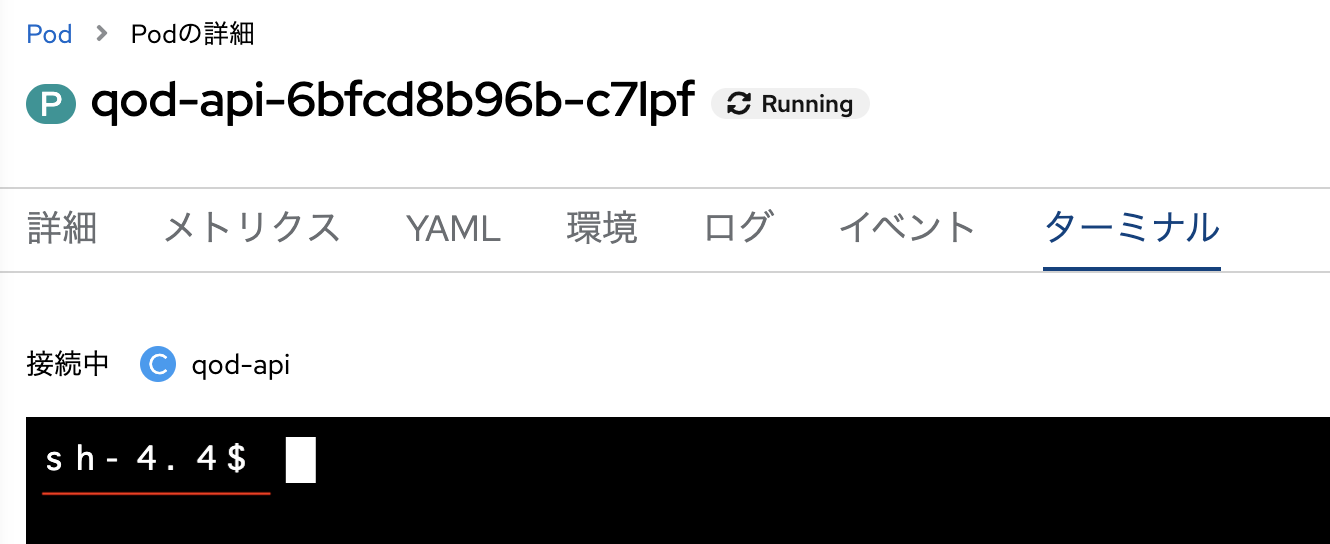 Pod > Podの詳細
P qod-api-6bfcd8b96b-c7lpf Running
詳細 メトリクス YAML 環境 ログ イベント ターミナル
接続中 C qod-api
sh-4.4$